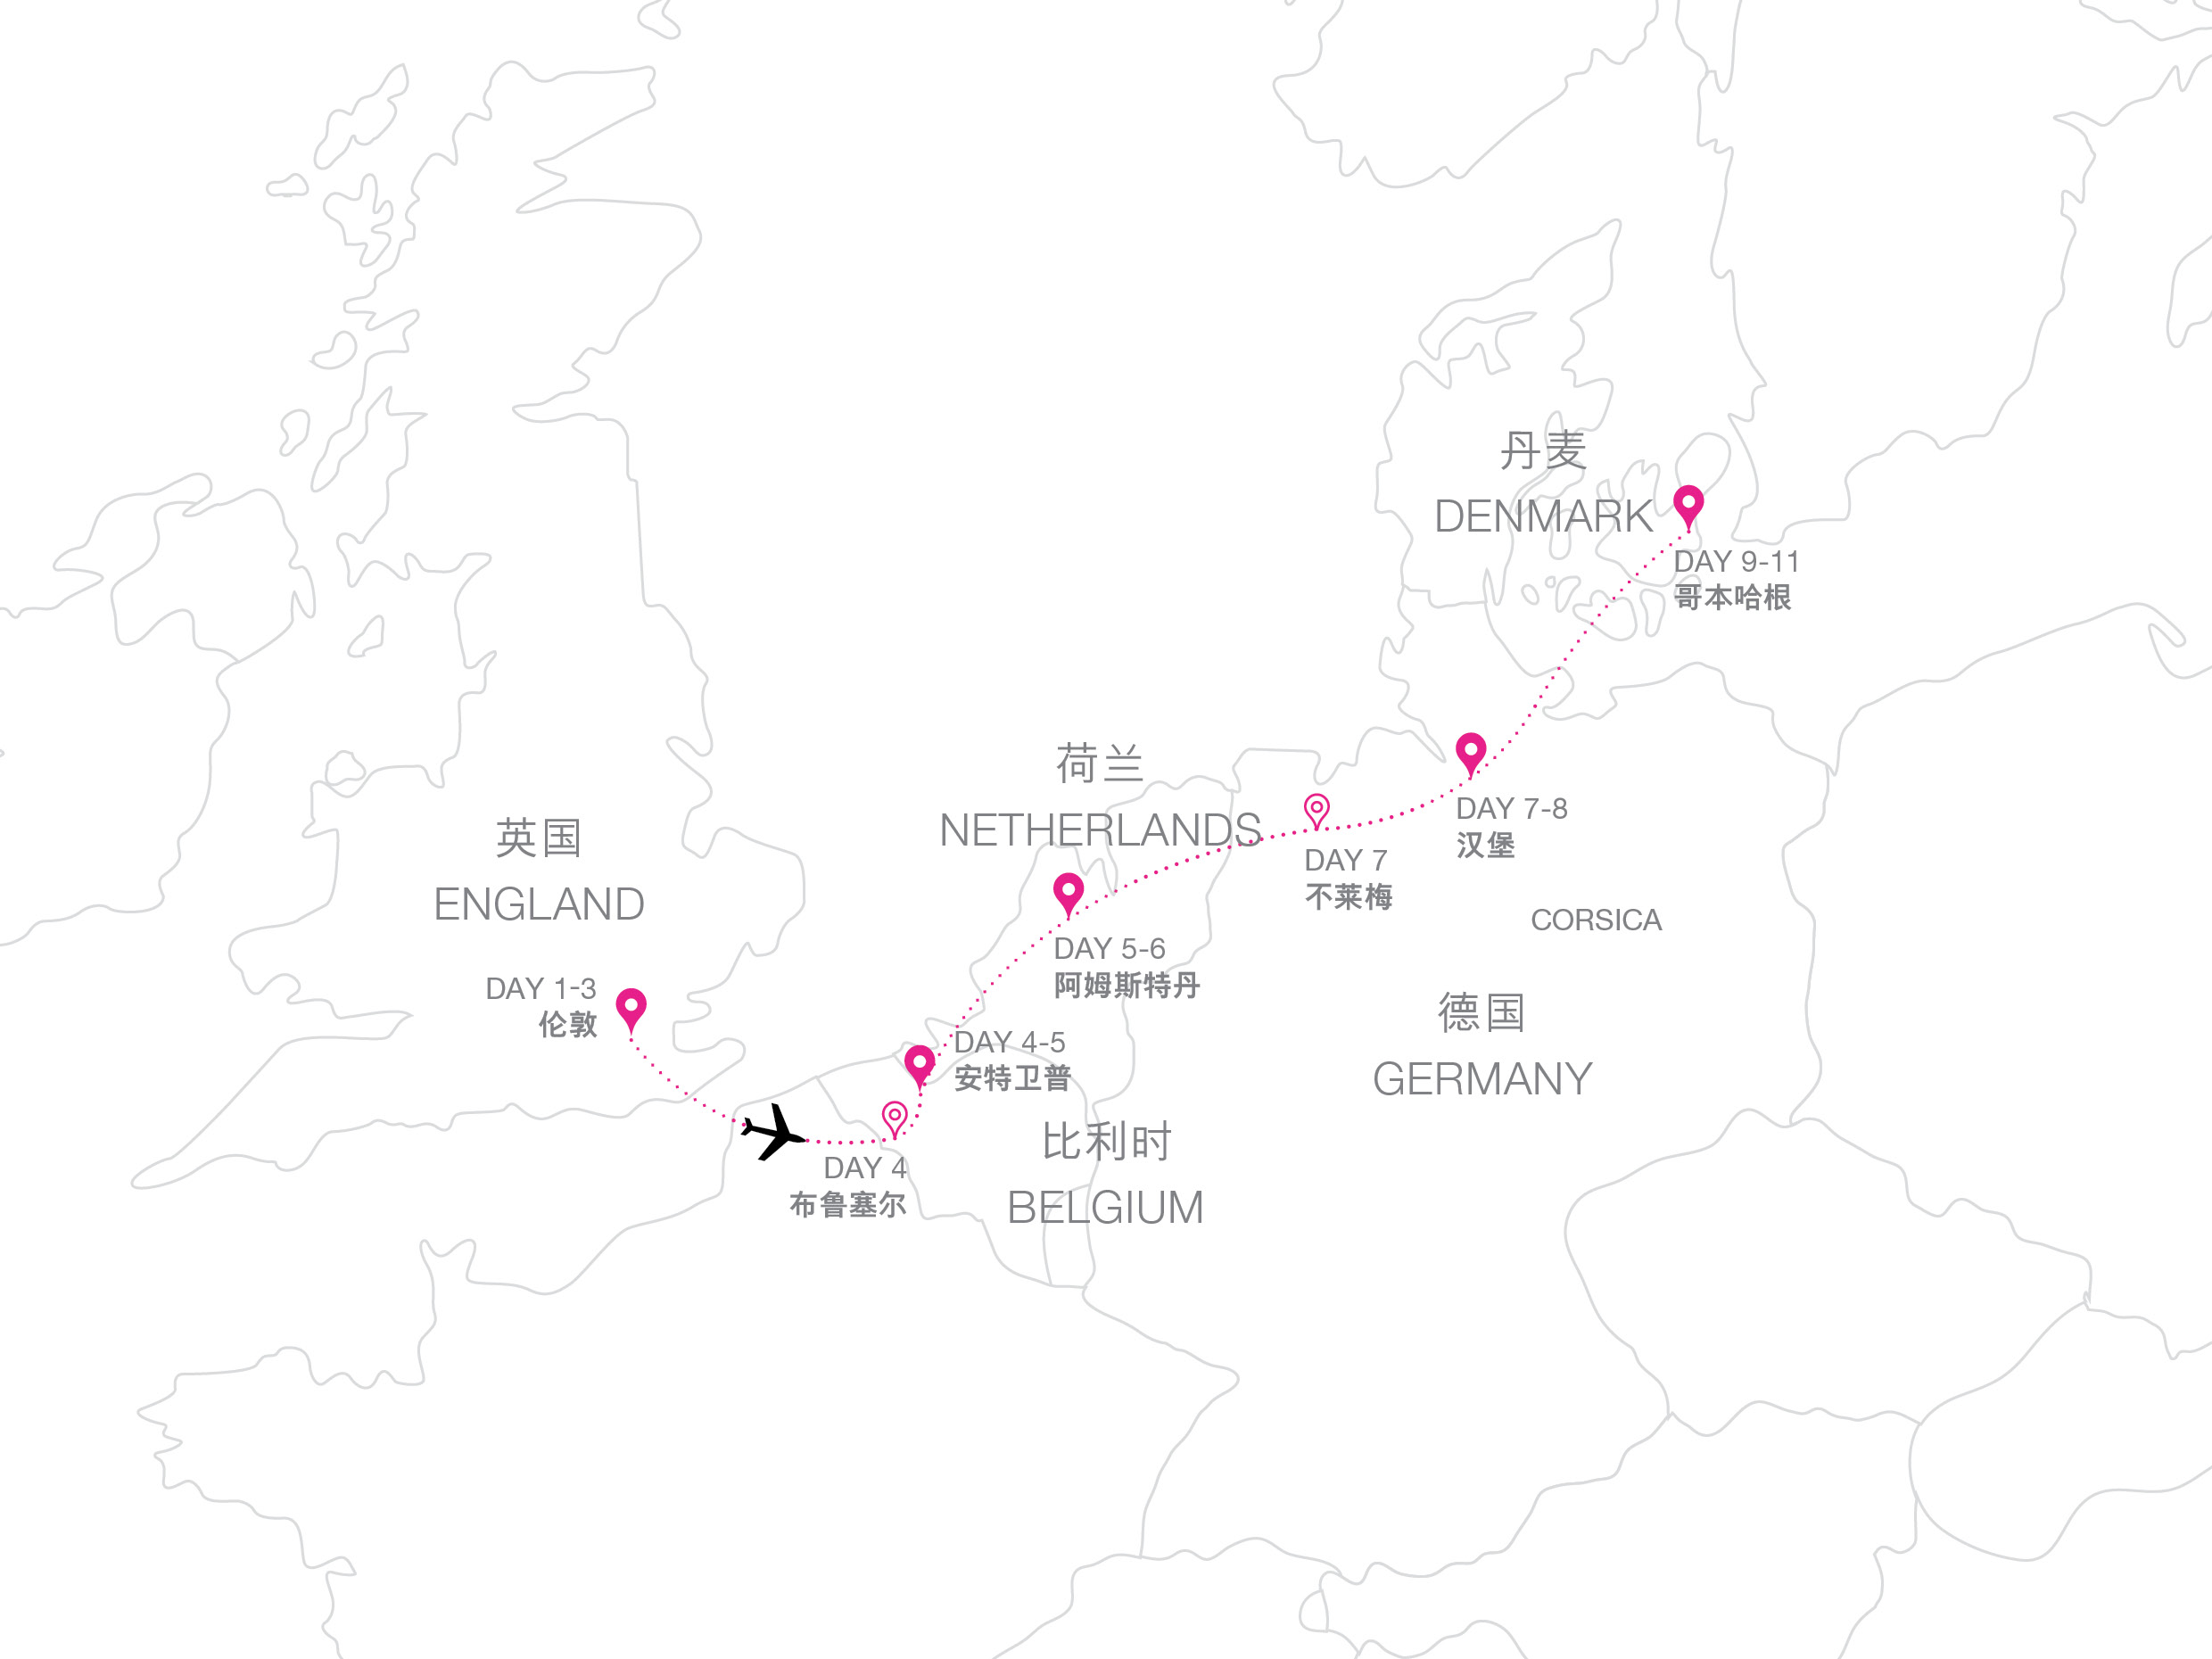 丹麦
DENMARK
DAY 9-11
哥本哈根
荷兰
NETHERLANDS
DAY 7-8
汉堡
英国
ENGLAND
DAY 7
不莱梅
CORSICA
DAY 5-6
阿姆斯特丹
DAY 1-3
伦敦
德国
GERMANY
DAY 4-5
安特卫普
比利时
BELGIUM
DAY 4
布鲁塞尔